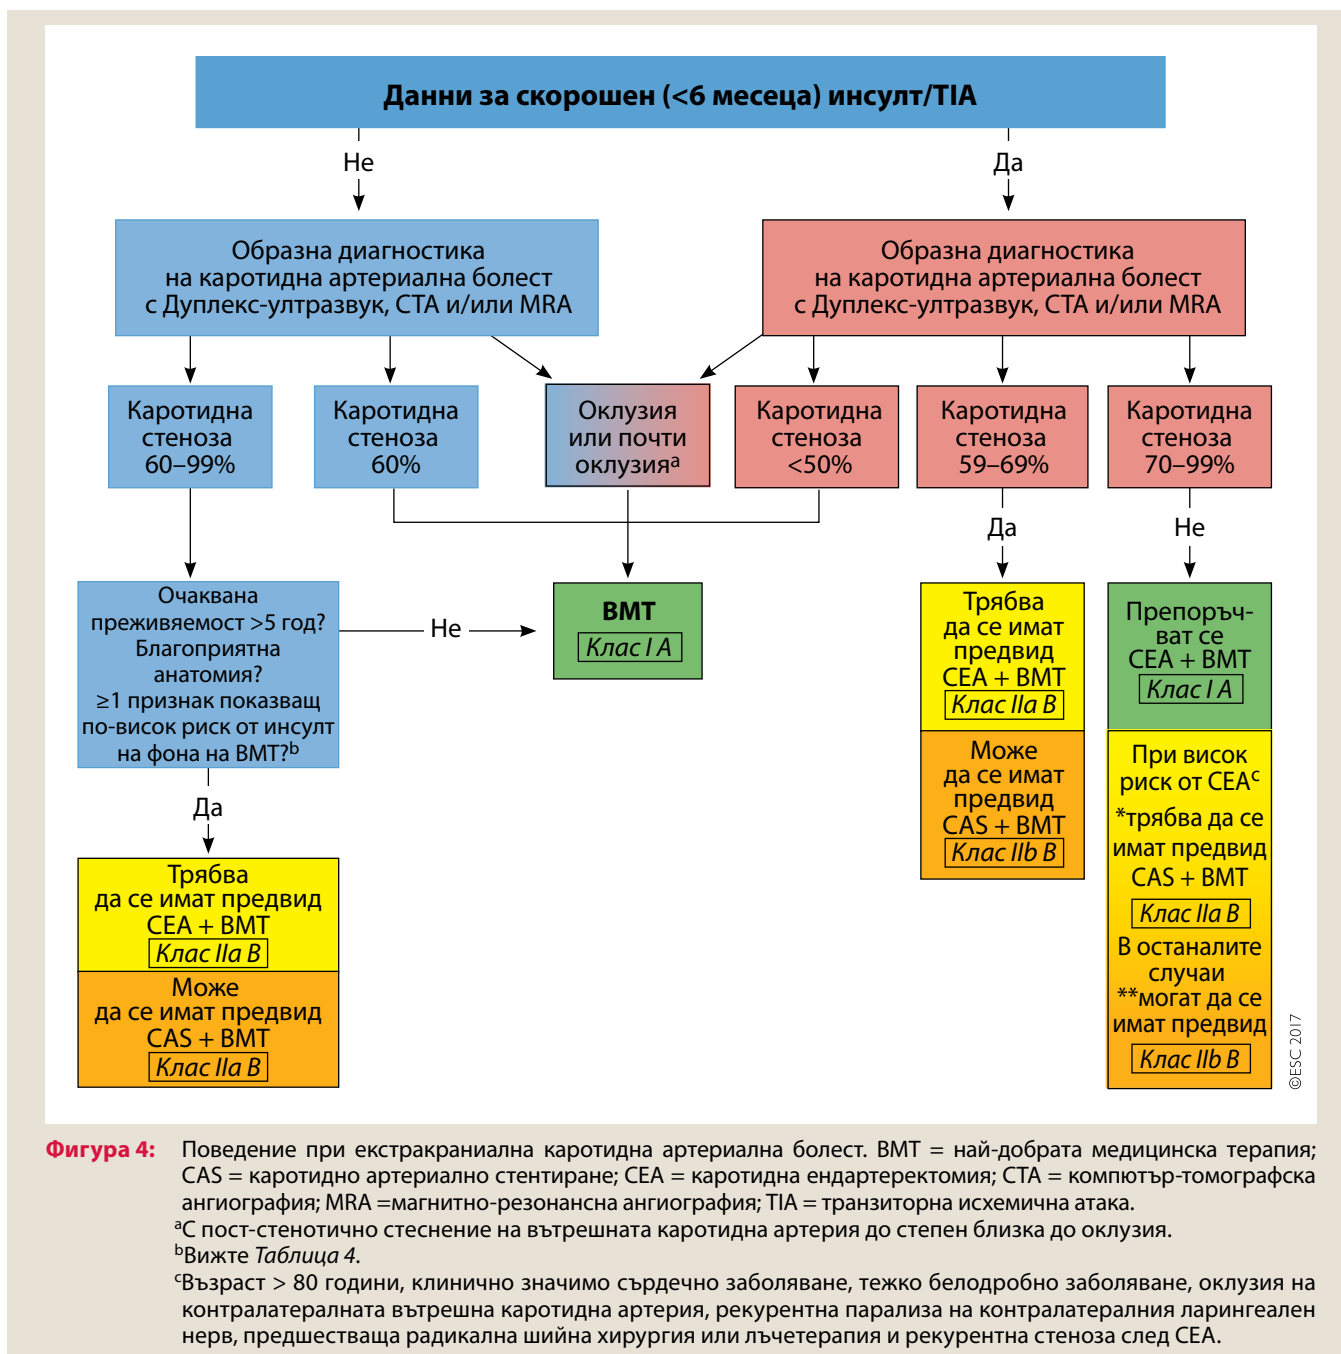 Данни за скорошен (<6 месеца) инсулт/TIA
Не
Да
Образна диагностика
на каротидна артериална болест
с Дуплекс-ултразвук, CTA и/или MRA
Образна диагностика
на каротидна артериална болест
с Дуплекс-ултразвук, CTA и/или MRA
Каротидна
стеноза
60–99%
Каротидна
стеноза
60%
Оклузия
или почти
оклузияa
Каротидна
стеноза
<50%
Каротидна
стеноза
59–69%
Каротидна
стеноза
70–99%
Да
Не
Очаквана
преживяемост >5 год?
Благоприятна
анатомия?
≥1 признак показващ
по-висок риск от инсулт
на фона на BMT?b
Не
BMT
Клас I A
Трябва
да се имат
предвид
CEA + BMT
Клас IIa B
Може
да се имат
предвид
CAS + BMT
Клас IIb B
Препоръч-
ват се
CEA + BMT
Клас I A
При висок
риск от CEAc
*трябва да се
имат предвид
CAS + BMT
Клас IIa B
В останалите
случаи
**могат да се
имат предвид
Клас IIb B
Да
Трябва
да се имат предвид
CEA + BMT
Клас IIa B
Може
да се имат предвид
CAS + BMT
Клас IIa B
©ESC 2017
Фигура 4: Поведение при екстракраниална каротидна артериална болест. BMT = най-добрата медицинска терапия;
CAS = каротидно артериално стентиране; CEA = каротидна ендартеректомия; CTA = компютър-томографска
ангиография; MRA =магнитно-резонансна ангиография; TIA = транзиторна исхемична атака.
aС пост-стенотично стеснение на вътрешната каротидна артерия до степен близка до оклузия.
bВижте Таблица 4.
cВъзраст > 80 години, клинично значимо сърдечно заболяване, тежко белодробно заболяване, оклузия на
контралатералната вътрешна каротидна артерия, рекурентна парализа на контралатералния ларингеален
нерв, предшестваща радикална шийна хирургия или лъчетерапия и рекурентна стеноза след CEA.